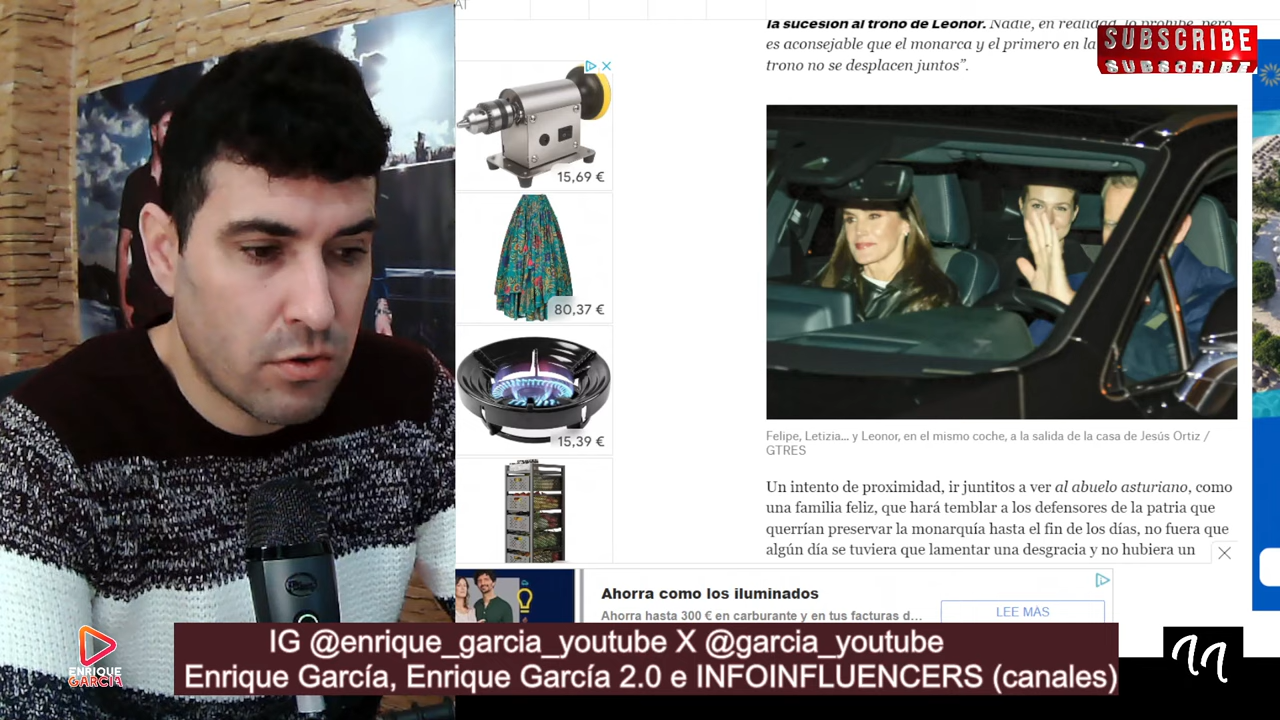 la sucesión al trono de Leonor. Nadie, en realidad, lo prohíbe, pero
es aconsejable que el monarca y el primero en la
trono no se desplacen juntos”.
SUBSCRIBE
15,69 €
80,37 €
15,39 €
Felipe, Letizia... y Leonor, en el mismo coche, a la salida de la casa de Jesús Ortiz /
GTRES
Un intento de proximidad, ir juntitos a ver al abuelo asturiano, como
una familia feliz, que hará temblar a los defensores de la patria que
querrían preservar la monarquía hasta el fin de los días, no fuera que
algún día se tuviera que lamentar una desgracia y no hubiera un
Ahorra como los iluminados
Ahorra hasta 300 € en carburante y en tus facturas d...
LEE MÁS
IG @enrique_garcia_youtube X @garcia_youtube
Enrique García, Enrique García 2.0 e INFOINFLUENCERS (canales)
ENRIQUE
GARCÍA